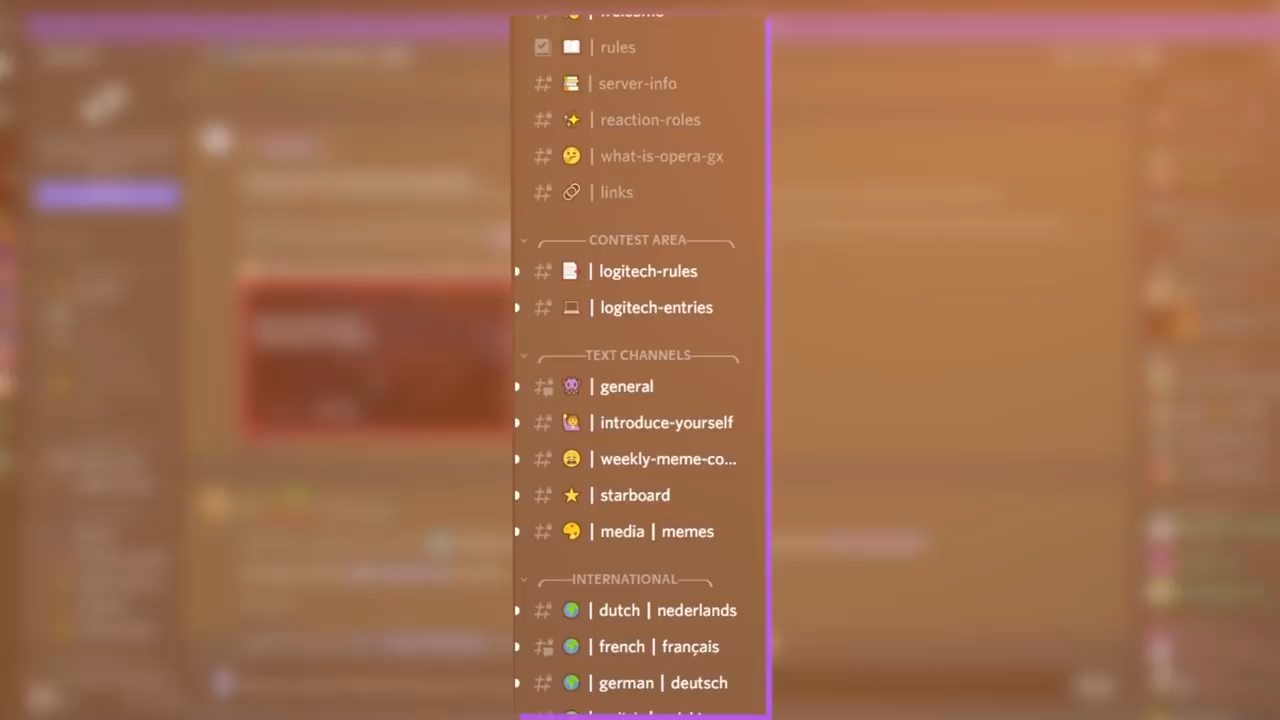 | rules
| server-info
| reaction-roles
| what-is-opera-gx
| links
CONTEST AREA
| logitech-rules
| logitech-entries
TEXT CHANNELS
| general
| introduce-yourself
| weekly-meme-co...
| starboard
| media | memes
INTERNATIONAL
| dutch | nederlands
| french | français
| german | deutsch